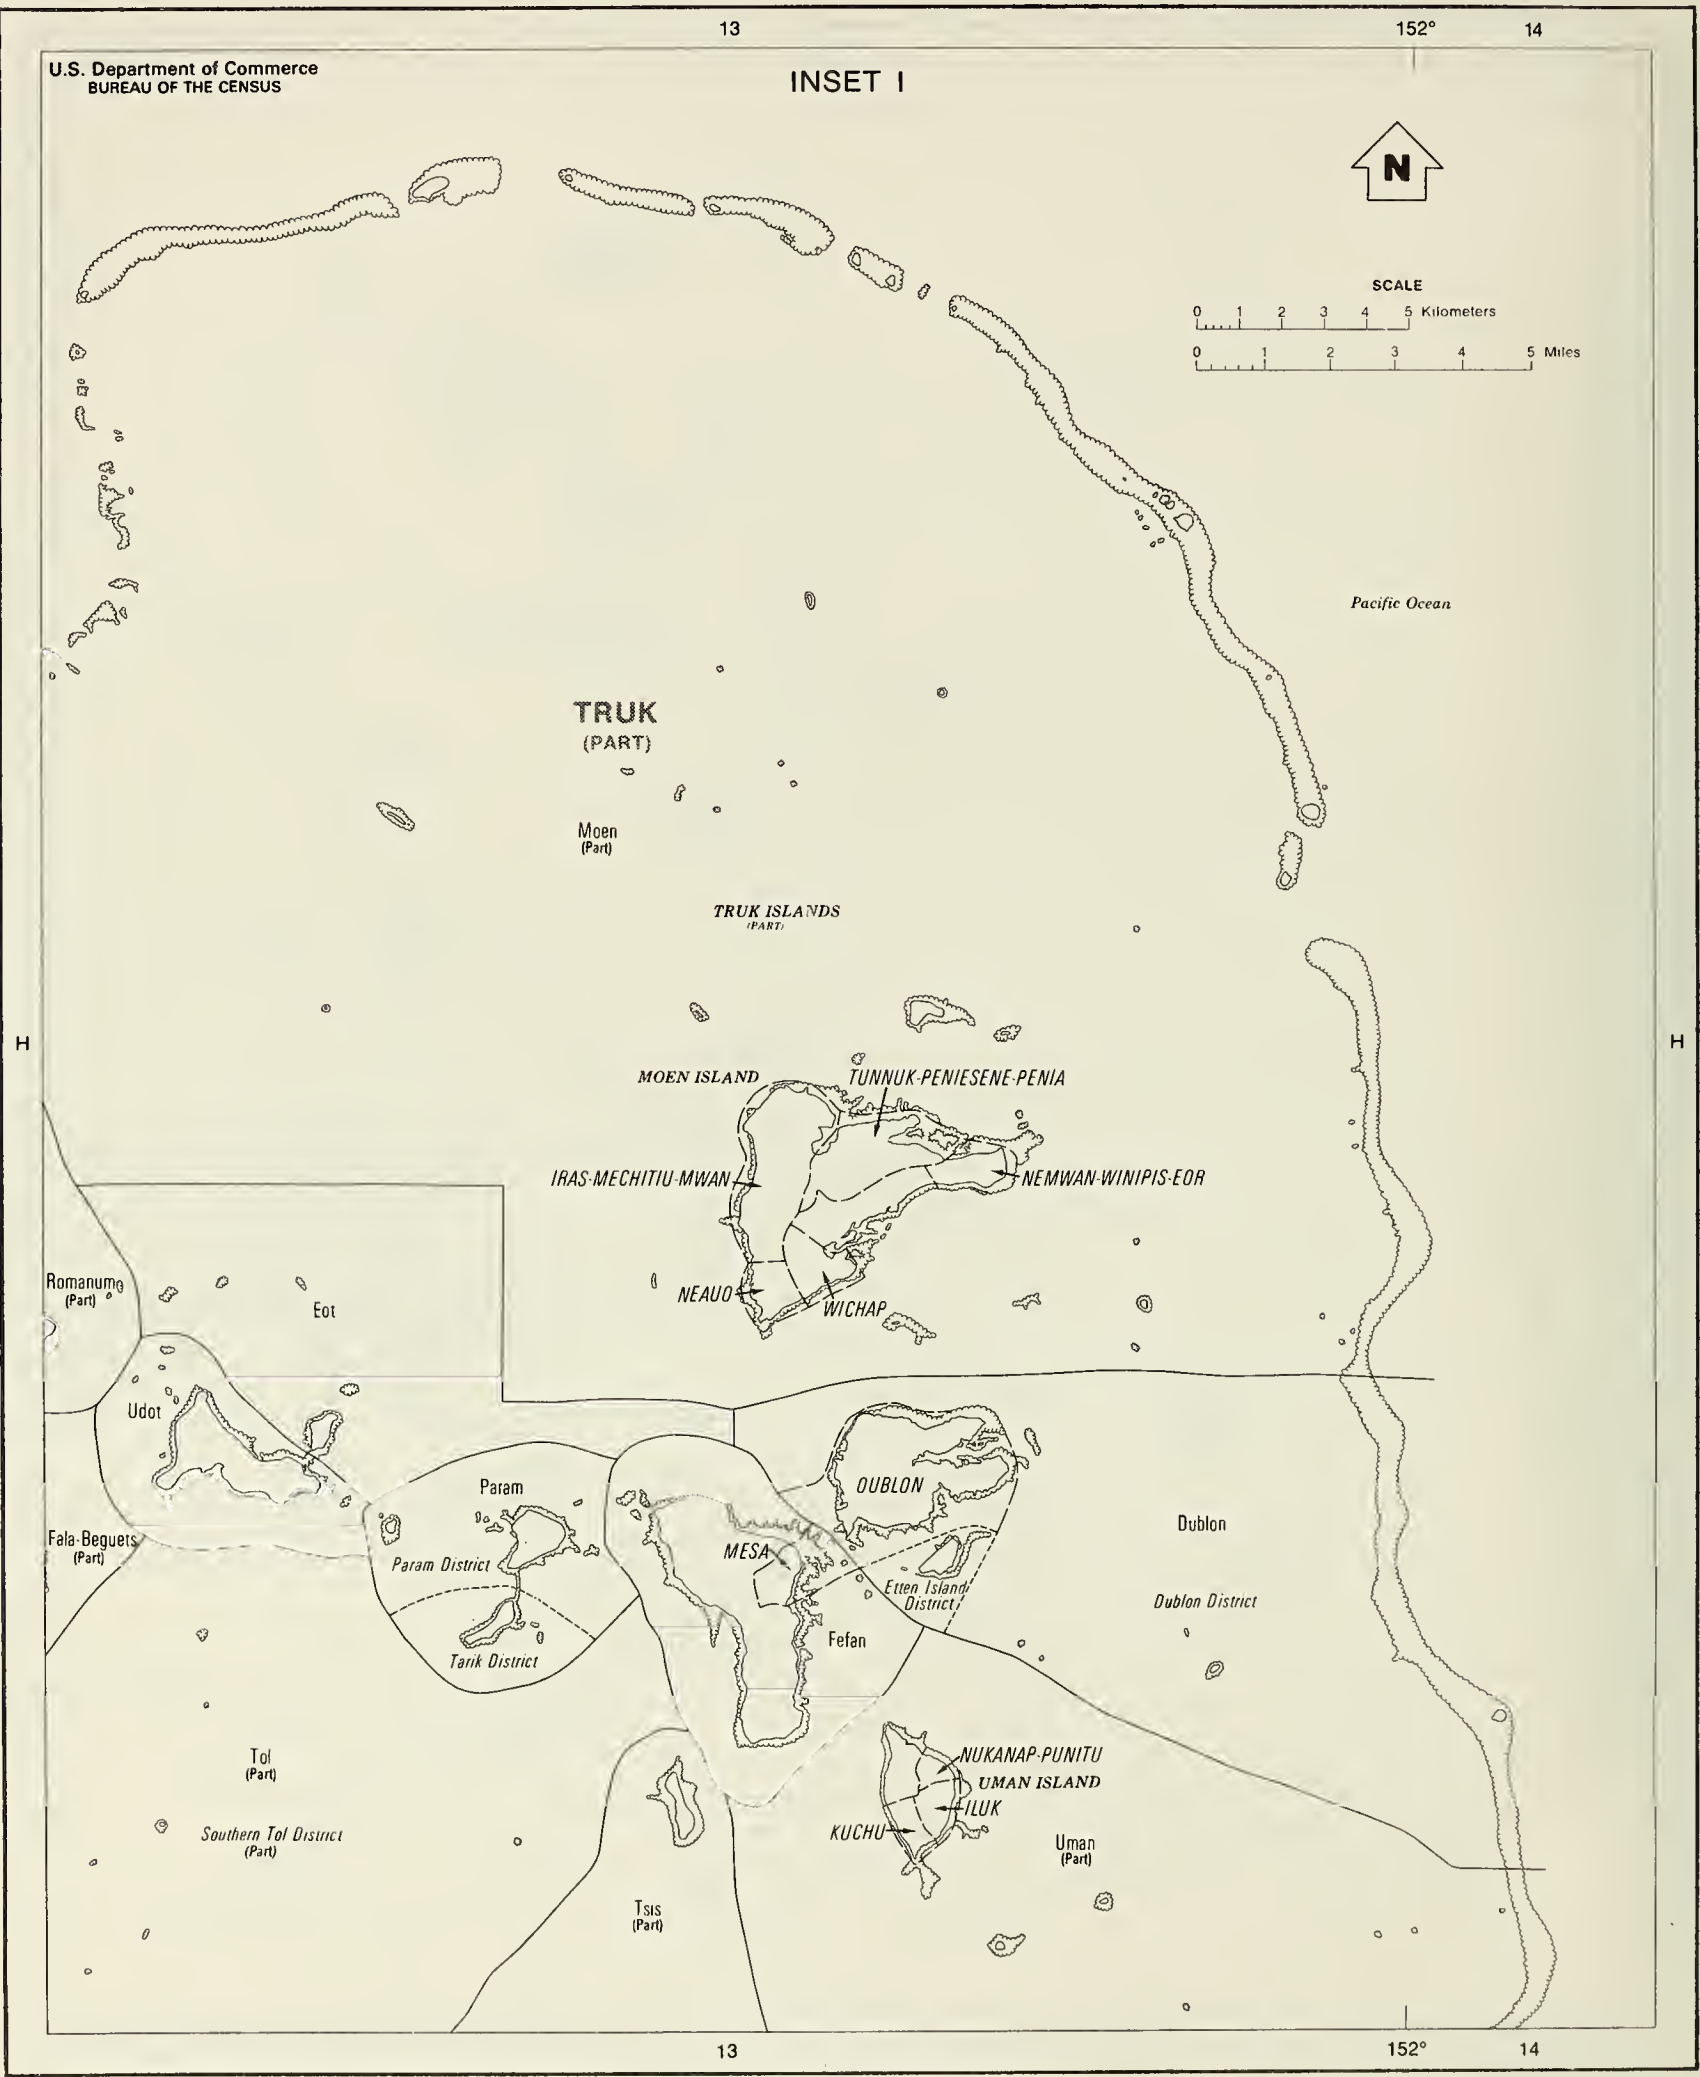 13
152°
14
U.S. Department of Commerce
BUREAU OF THE CENSUS
INSET I
N
SCALE
0 1 2 3 4 5 Kilometers
0 1 2 3 4 5 Miles
Pacific Ocean
TRUK
(PART)
Moen
(Part)
TRUK ISLANDS
(PART)
H
H
MOEN ISLAND
TUNNUK-PENIESENE-PENIA
IRAS-MECHITIU-MWAN
NEMWAN-WINIPIS-EOR
Romanum
(Part)
Eot
NEAUO
WICHAP
Udot
Param
DUBLON
Dublon
Fala-Beguets
(Part)
Param District
MESA
Etten Island
District
Dublon District
Fefan
Tarik District
Tol
(Part)
NUKANAP-PUNITU
UMAN ISLAND
ILUK
KUCHU
Southern Tol District
(Part)
Uman
(Part)
Tsis
(Part)
13
152°
14